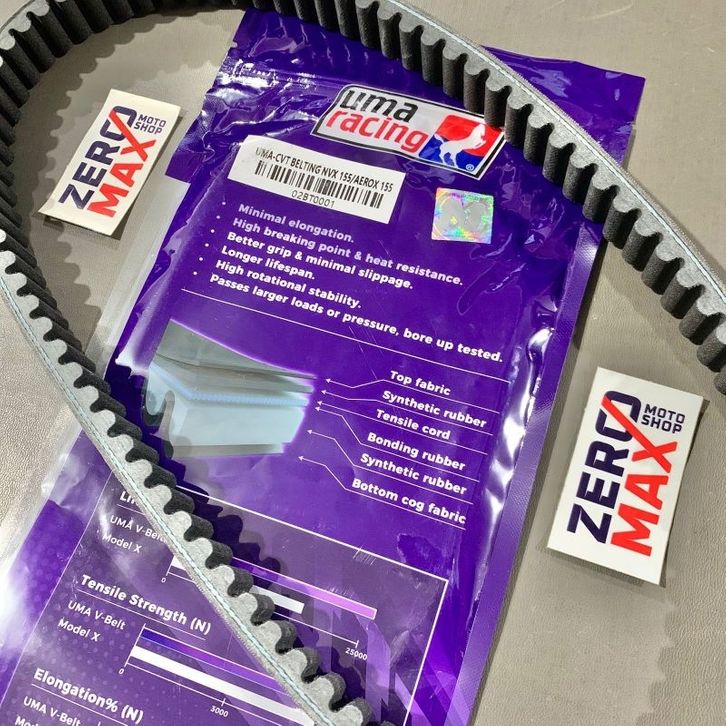 uma
racing
®
UMA-CVT BELTING NVX 155/AEROX 155
02BT0001
• Minimal elongation.
• High breaking point & heat resistance.
• Better grip & minimal slippage.
• Longer lifespan.
• High rotational stability.
• Passes larger loads or pressure, bore up tested.
Top fabric
Synthetic rubber
Tensile cord
Bonding rubber
Synthetic rubber
Bottom cog fabric
UMA V-Belt
Model X
0
25000
Tensile Strength (N)
UMA V-Belt
Model X
0
3000
Elongation% (N)
UMA V-Belt
ZERO
MAX
MOTO
SHOP
ZERO
MAX
MOTO
SHOP